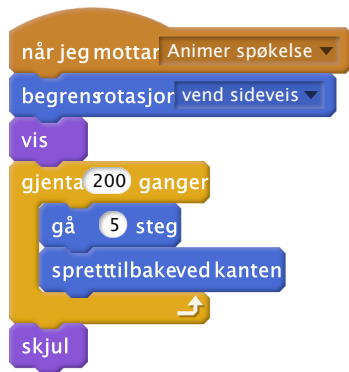 når jeg mottar Animer spøkelse
begrens rotasjon vend sideveis
vis
gjenta 200 ganger
gå 5 steg
sprett tilbake ved kanten
skjul